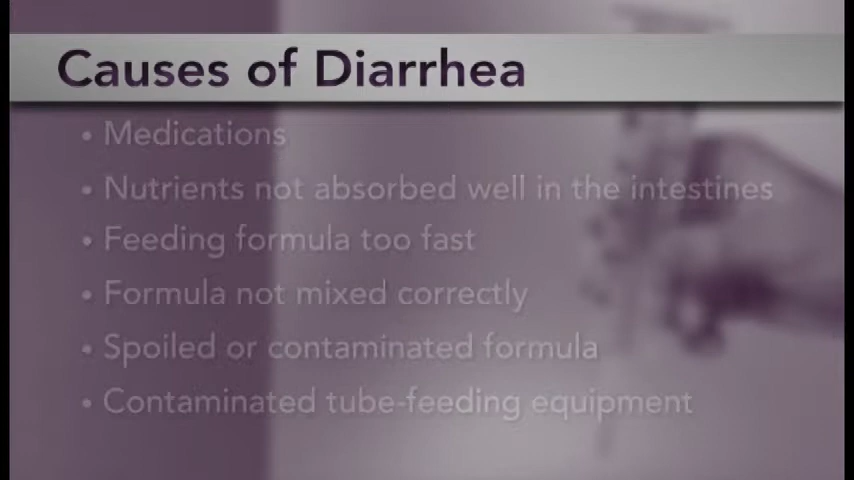 Causes of Diarrhea
• Medications
• Nutrients not absorbed well in the intestines
• Feeding formula too fast
• Formula not mixed correctly
• Spoiled or contaminated formula
• Contaminated tube-feeding equipment